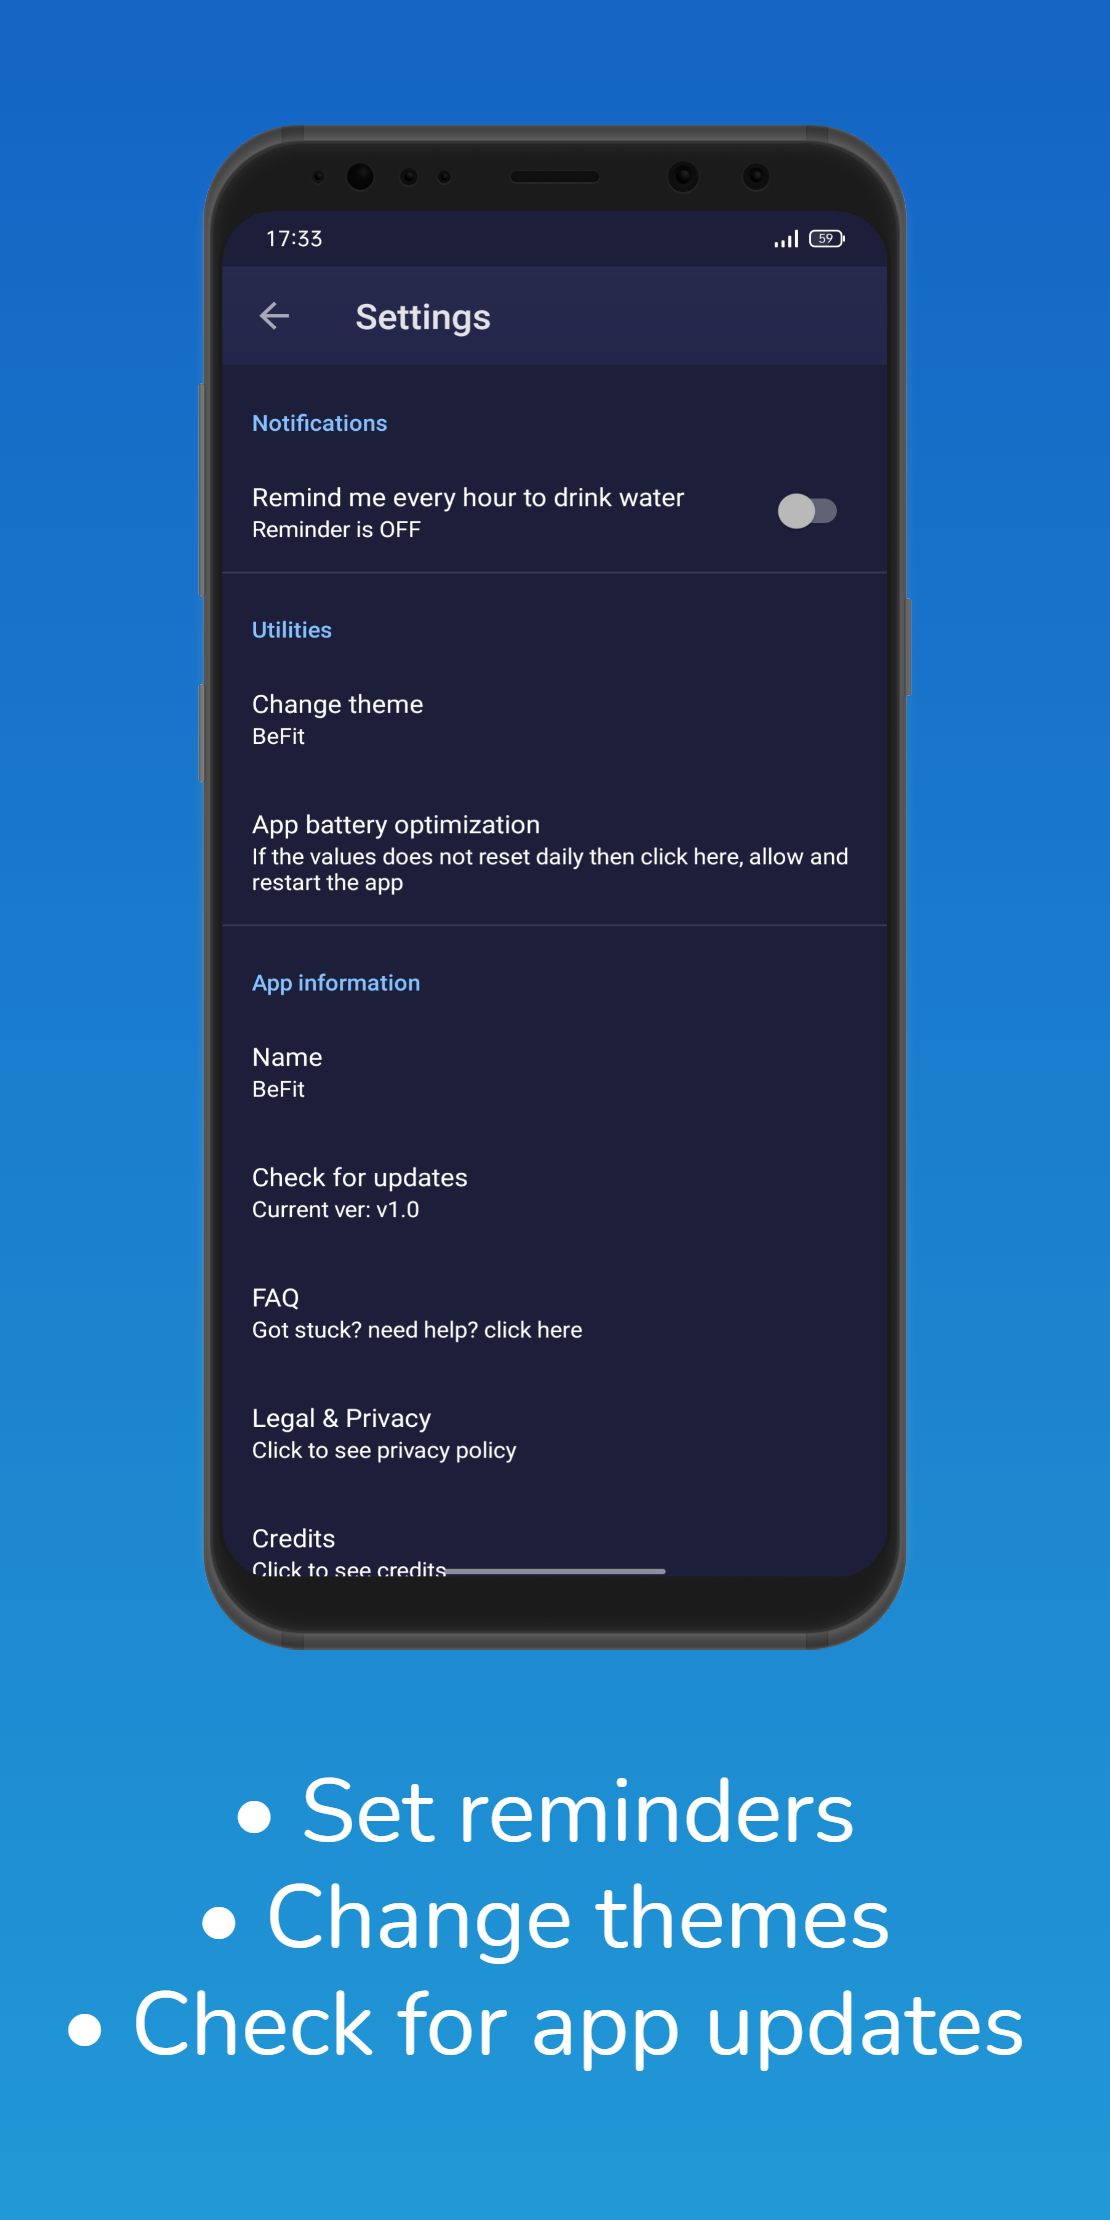 17:33
59
Settings
Notifications
Remind me every hour to drink water
Reminder is OFF
Utilities
Change theme
BeFit
App battery optimization
If the values does not reset daily then click here, allow and
restart the app
App information
Name
BeFit
Check for updates
Current ver: v1.0
FAQ
Got stuck? need help? click here
Legal & Privacy
Click to see privacy policy
Credits
Click to see credits
• Set reminders
• Change themes
• Check for app updates